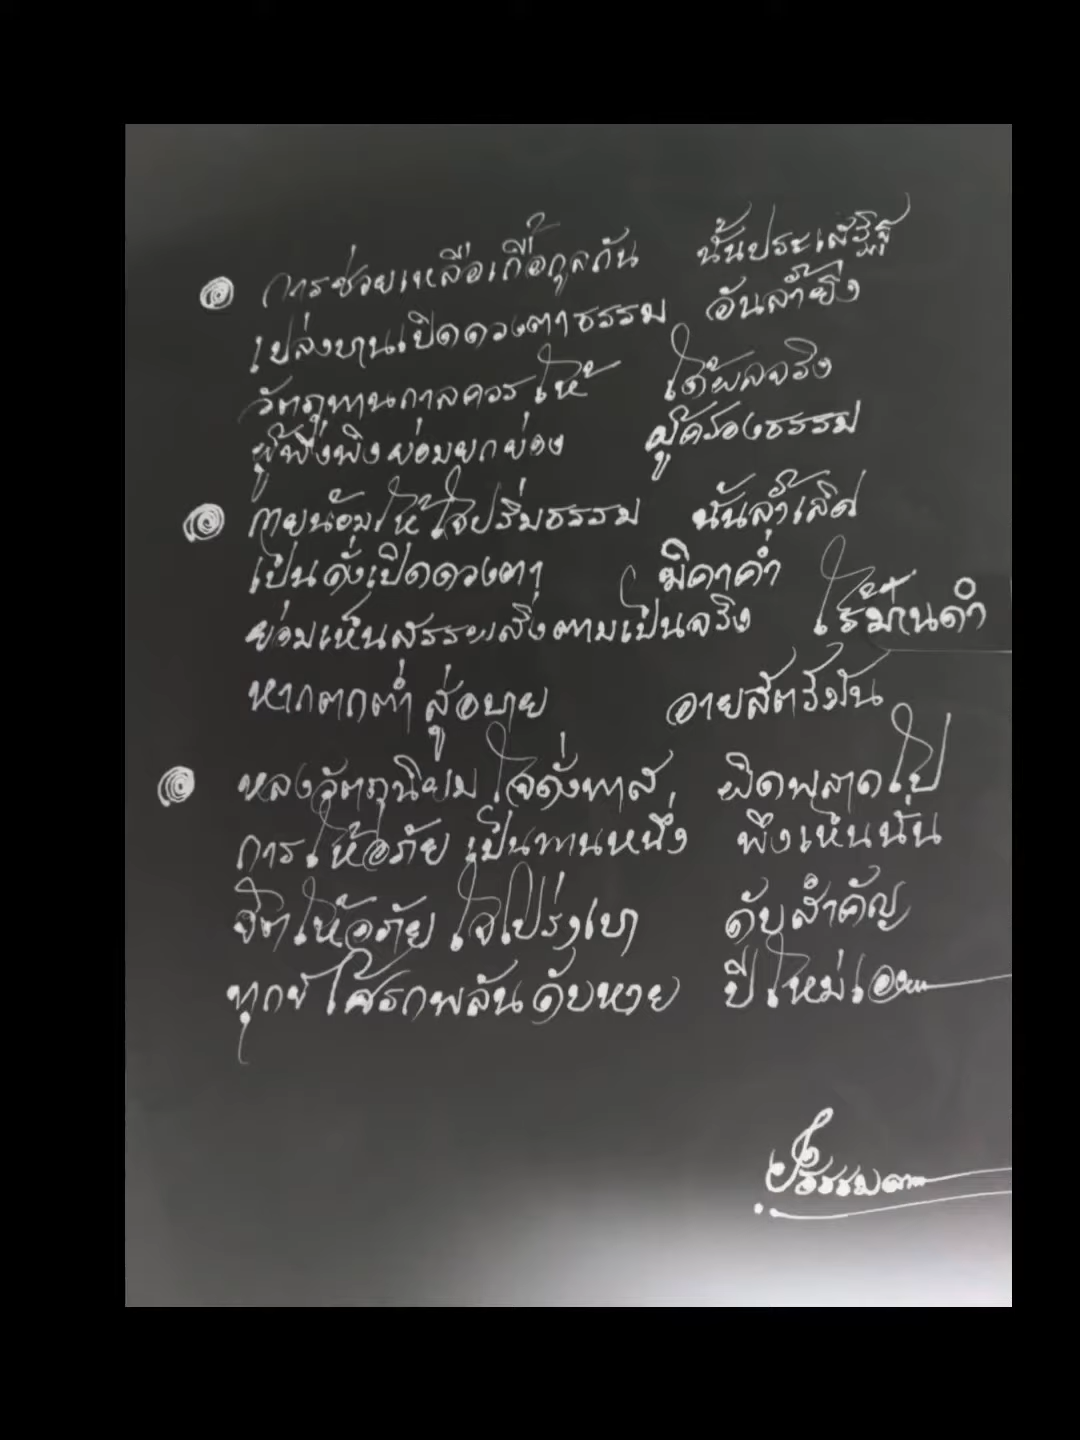 การช่วยเหลือเกื้อกูลกัน นั้นประเสริฐ
เปล่งบานเปิดดวงตาธรรม อันล้ำยิ่ง
วัตถุทานกาลควรให้ ได้ผลจริง
ผู้พึ่งพิงย่อมยกย่อง ผู้ครองธรรม
กายน้อมให้ใจปริ่มธรรม นั้นล้ำเลิศ
เป็นดั่งเปิดดวงตา มีคาค่ำ
ย่อมเห็นสรรพสิ่งตามเป็นจริง ไร้ม่านดำ
หากตกต่ำ สู่อบาย อายสัตว์มัน
หลงวัตถุนิยม ใจดั่งทาส ผิดพลาดไป
การให้อภัย เป็นทานหนึ่ง พึงเห็นนั่น
จิตให้อภัย ใจโปร่งเบา ดับสำคัญ
ทุกข์โศรกพลันดับหาย ปีใหม่เอย